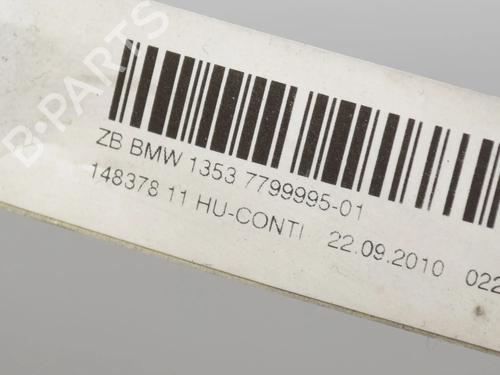 B-PARTS
ZB BMW 1353 7799995-01
148378 11 HU-CONTI 22.09.2010 022